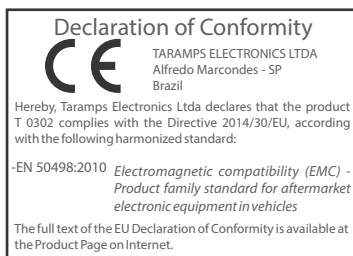 Declaration of Conformity
CE
TARAMPS ELECTRONICS LTDA
Alfredo Marcondes - SP
Brazil
Hereby, Taramps Electronics Ltda declares that the product
T 0302 complies with the Directive 2014/30/EU, according
with the following harmonized standard:
-EN 50498:2010 Electromagnetic compatibility (EMC) -
Product family standard for aftermarket
electronic equipment in vehicles
The full text of the EU Declaration of Conformity is available at
the Product Page on Internet.